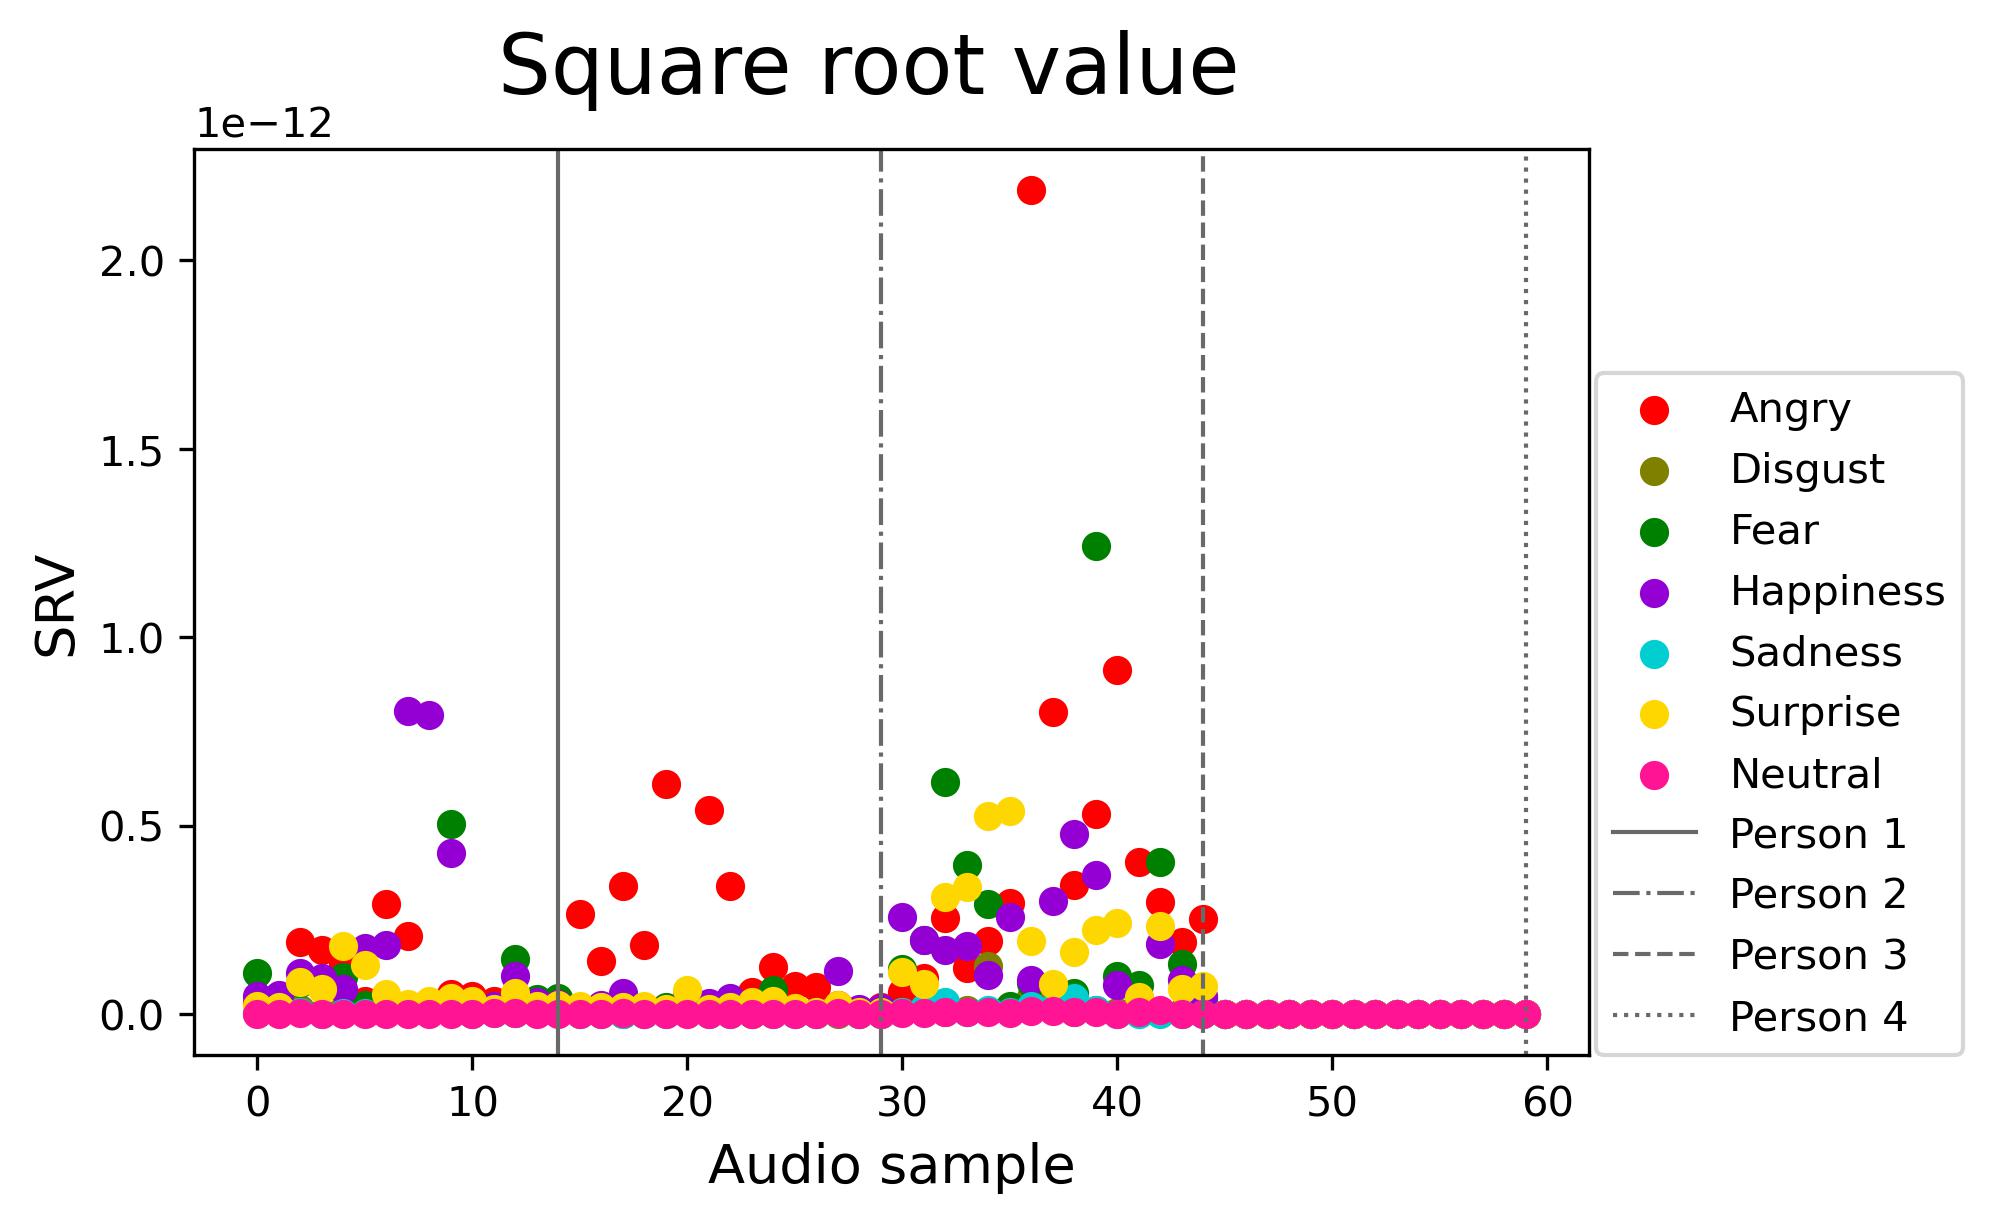 Square root value
1e−12
2.0
1.5
1.0
0.5
0.0
SRV
0 10 20 30 40 50 60
Audio sample
Angry
Disgust
Fear
Happiness
Sadness
Surprise
Neutral
Person 1
Person 2
Person 3
Person 4